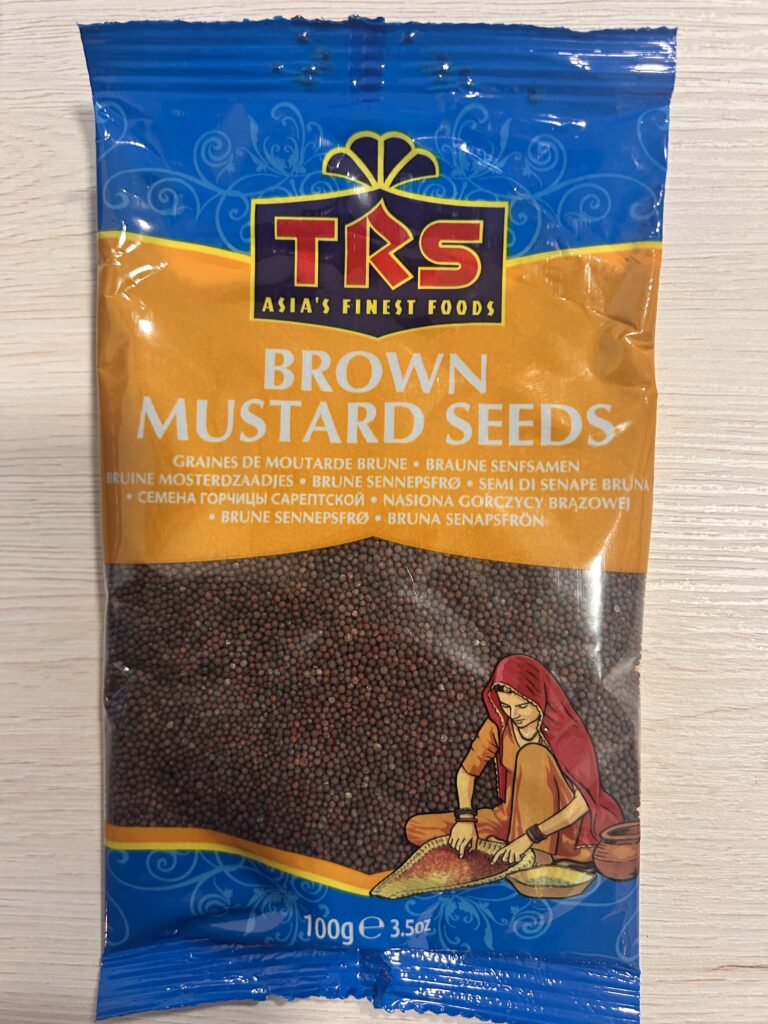 TRS
ASIA'S FINEST FOODS
BROWN
MUSTARD SEEDS
GRAINES DE MOUTARDE BRUNE • BRAUNE SENFSAMEN
BRUINE MOSTERDZAADJES • BRUNE SENNEPSFRØ • SEMI DI SENAPE BRUNA
• СЕМЕНА ГОРЧИЦЫ САРЕПТСКОЙ • NASIONA GORCZYCY BRĄZOWEJ
• BRUNE SENNEPSFRØ • BRUNA SENAPSFRÖN
100g ℮ 3.5oz